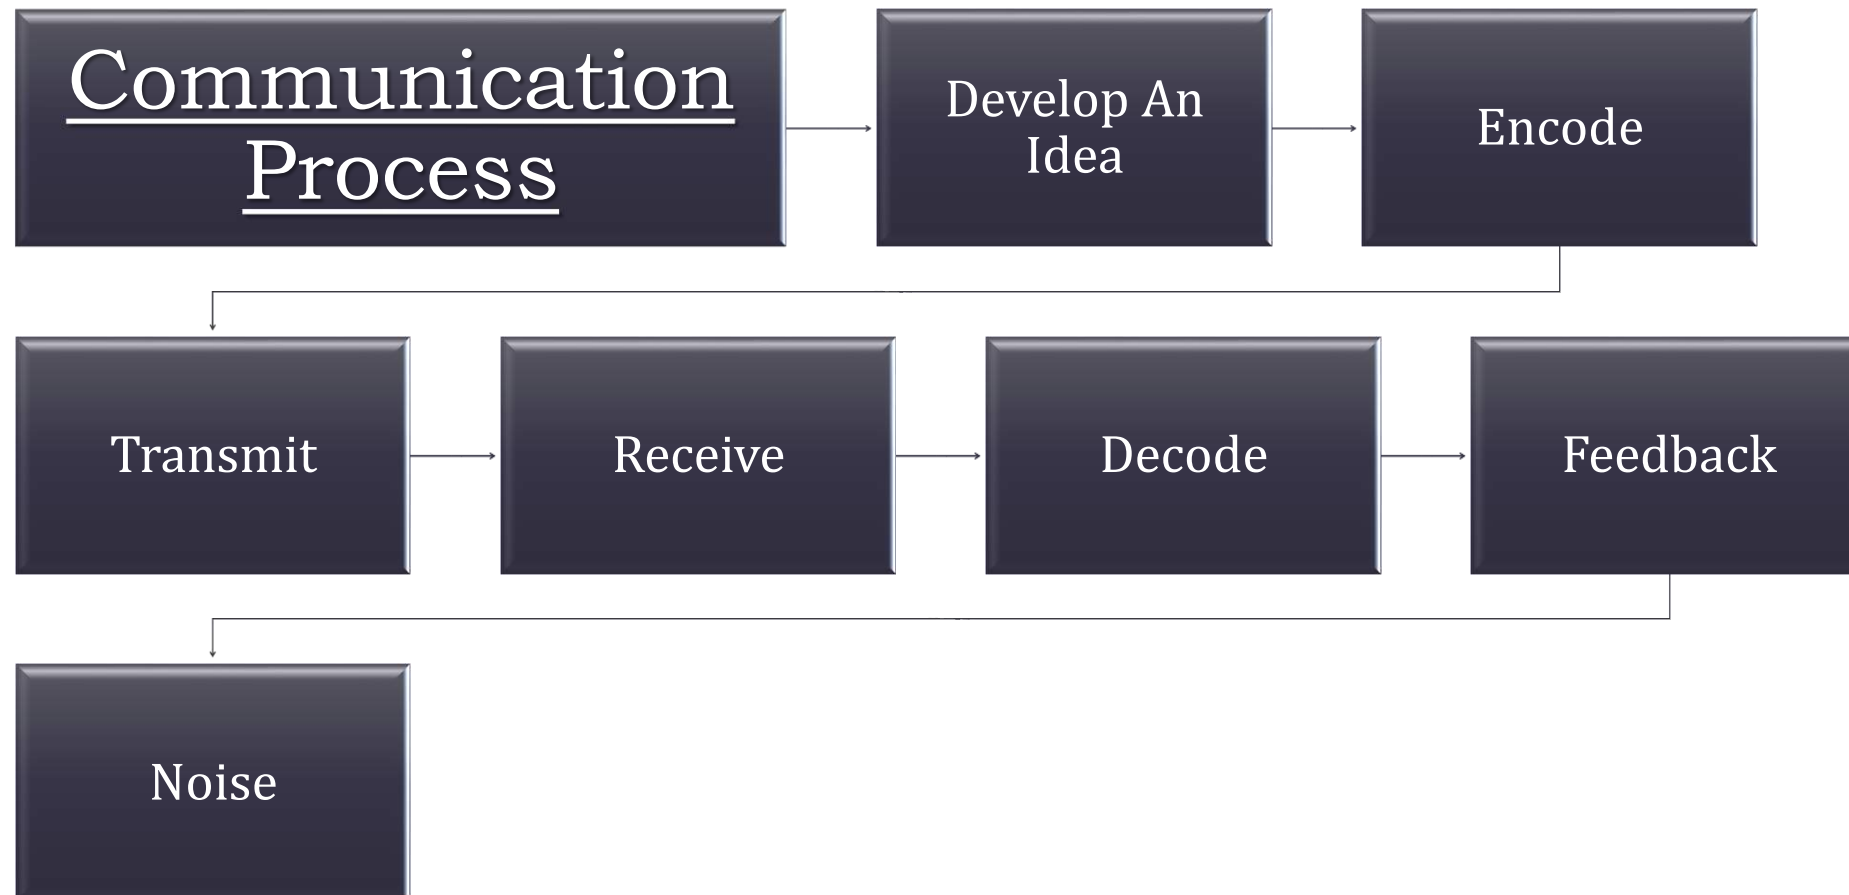 Communication
Process
Develop An
Idea
Encode
Transmit
Receive
Decode
Feedback
Noise